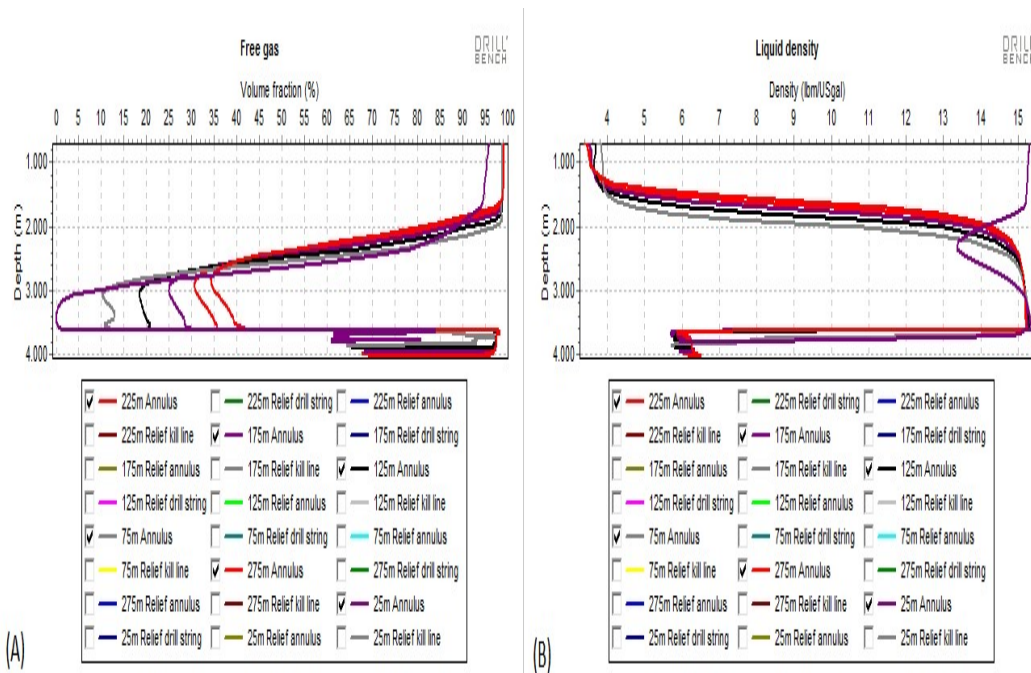 Free gas
DRILL
BENCH
Volume fraction (%)
0 5 10 15 20 25 30 35 40 45 50 55 60 65 70 75 80 85 90 95 100
Depth (m)
1.000
2.000
3.000
4.000
225m Annulus 225m Relief drill string 225m Relief annulus
225m Relief kill line 175m Annulus 175m Relief drill string
175m Relief annulus 175m Relief kill line 125m Annulus
125m Relief drill string 125m Relief annulus 125m Relief kill line
75m Annulus 75m Relief drill string 75m Relief annulus
75m Relief kill line 275m Annulus 275m Relief drill string
275m Relief annulus 275m Relief kill line 25m Annulus
25m Relief drill string 25m Relief annulus 25m Relief kill line
(A)
Liquid density
DRILL
BENCH
Density (lbm/USgal)
4 5 6 7 8 9 10 11 12 13 14 15
Depth (m)
1.000
2.000
3.000
4.000
225m Annulus 225m Relief drill string 225m Relief annulus
225m Relief kill line 175m Annulus 175m Relief drill string
175m Relief annulus 175m Relief kill line 125m Annulus
125m Relief drill string 125m Relief annulus 125m Relief kill line
75m Annulus 75m Relief drill string 75m Relief annulus
75m Relief kill line 275m Annulus 275m Relief drill string
275m Relief annulus 275m Relief kill line 25m Annulus
25m Relief drill string 25m Relief annulus 25m Relief kill line
(B)